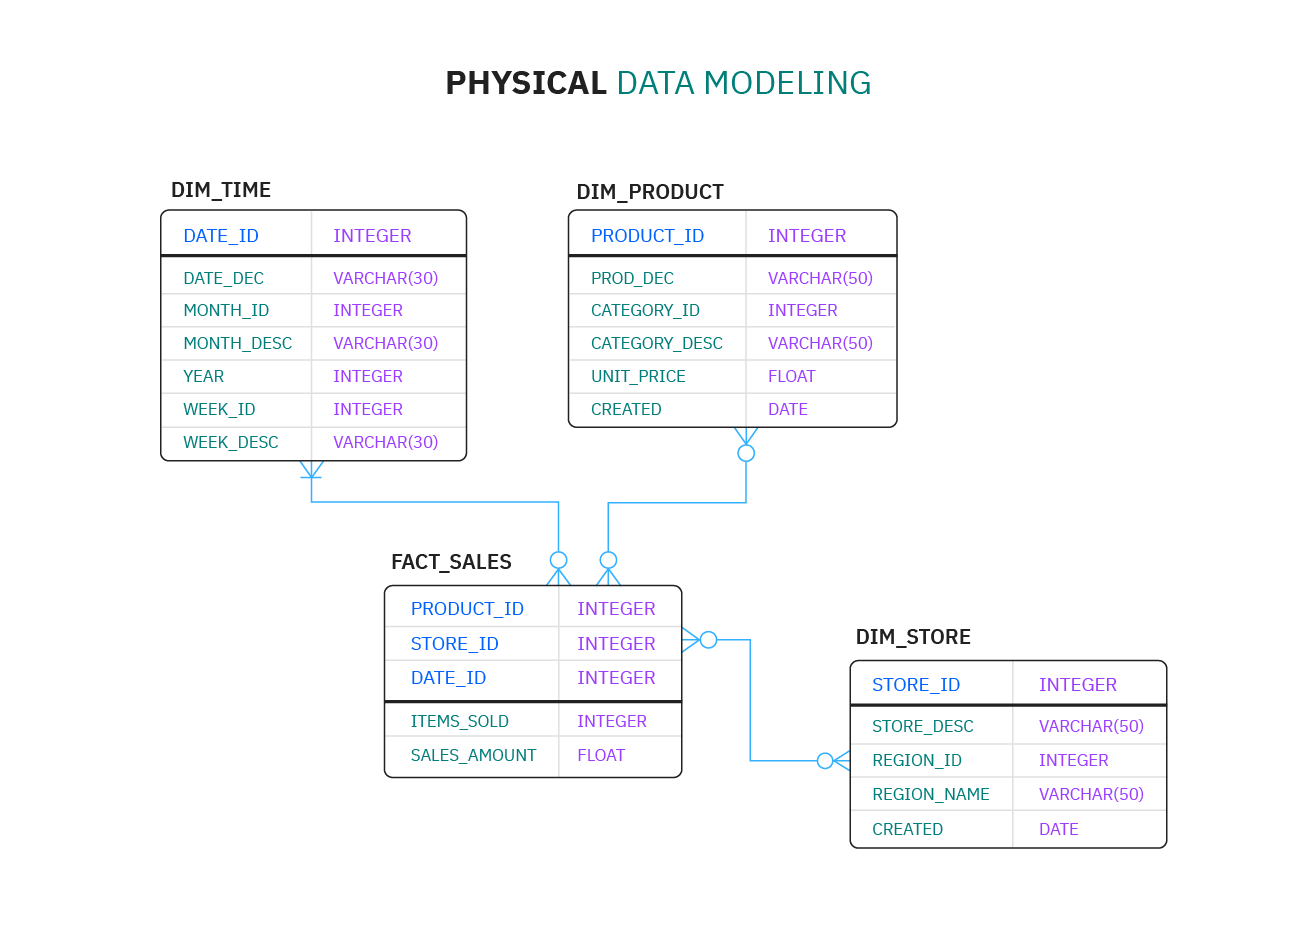 PHYSICAL DATA MODELING
DIM_TIME
DATE_ID INTEGER
DATE_DEC VARCHAR(30)
MONTH_ID INTEGER
MONTH_DESC VARCHAR(30)
YEAR INTEGER
WEEK_ID INTEGER
WEEK_DESC VARCHAR(30)
DIM_PRODUCT
PRODUCT_ID INTEGER
PROD_DEC VARCHAR(50)
CATEGORY_ID INTEGER
CATEGORY_DESC VARCHAR(50)
UNIT_PRICE FLOAT
CREATED DATE
FACT_SALES
PRODUCT_ID INTEGER
STORE_ID INTEGER
DATE_ID INTEGER
ITEMS_SOLD INTEGER
SALES_AMOUNT FLOAT
DIM_STORE
STORE_ID INTEGER
STORE_DESC VARCHAR(50)
REGION_ID INTEGER
REGION_NAME VARCHAR(50)
CREATED DATE